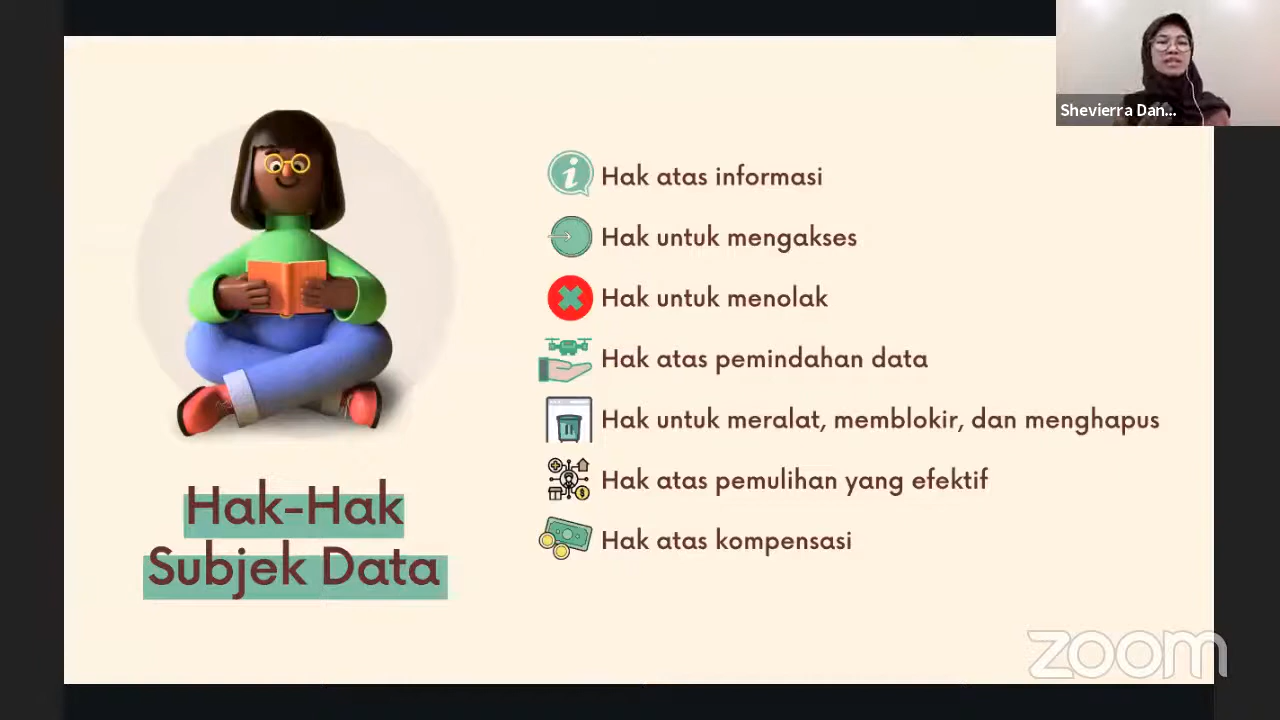 Shevierra Dan...
Hak atas informasi
Hak untuk mengakses
Hak untuk menolak
Hak atas pemindahan data
Hak untuk meralat, memblokir, dan menghapus
Hak atas pemulihan yang efektif
Hak atas kompensasi
Hak-Hak
Subjek Data
zoom